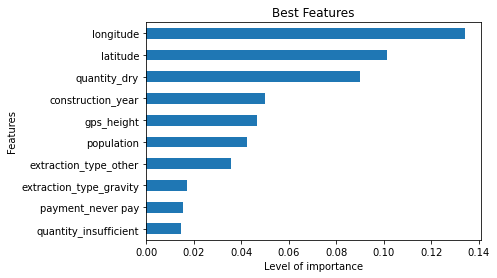 Best Features
Features
longitude
latitude
quantity_dry
construction_year
gps_height
population
extraction_type_other
extraction_type_gravity
payment_never pay
quantity_insufficient
0.00 0.02 0.04 0.06 0.08 0.10 0.12 0.14
Level of importance